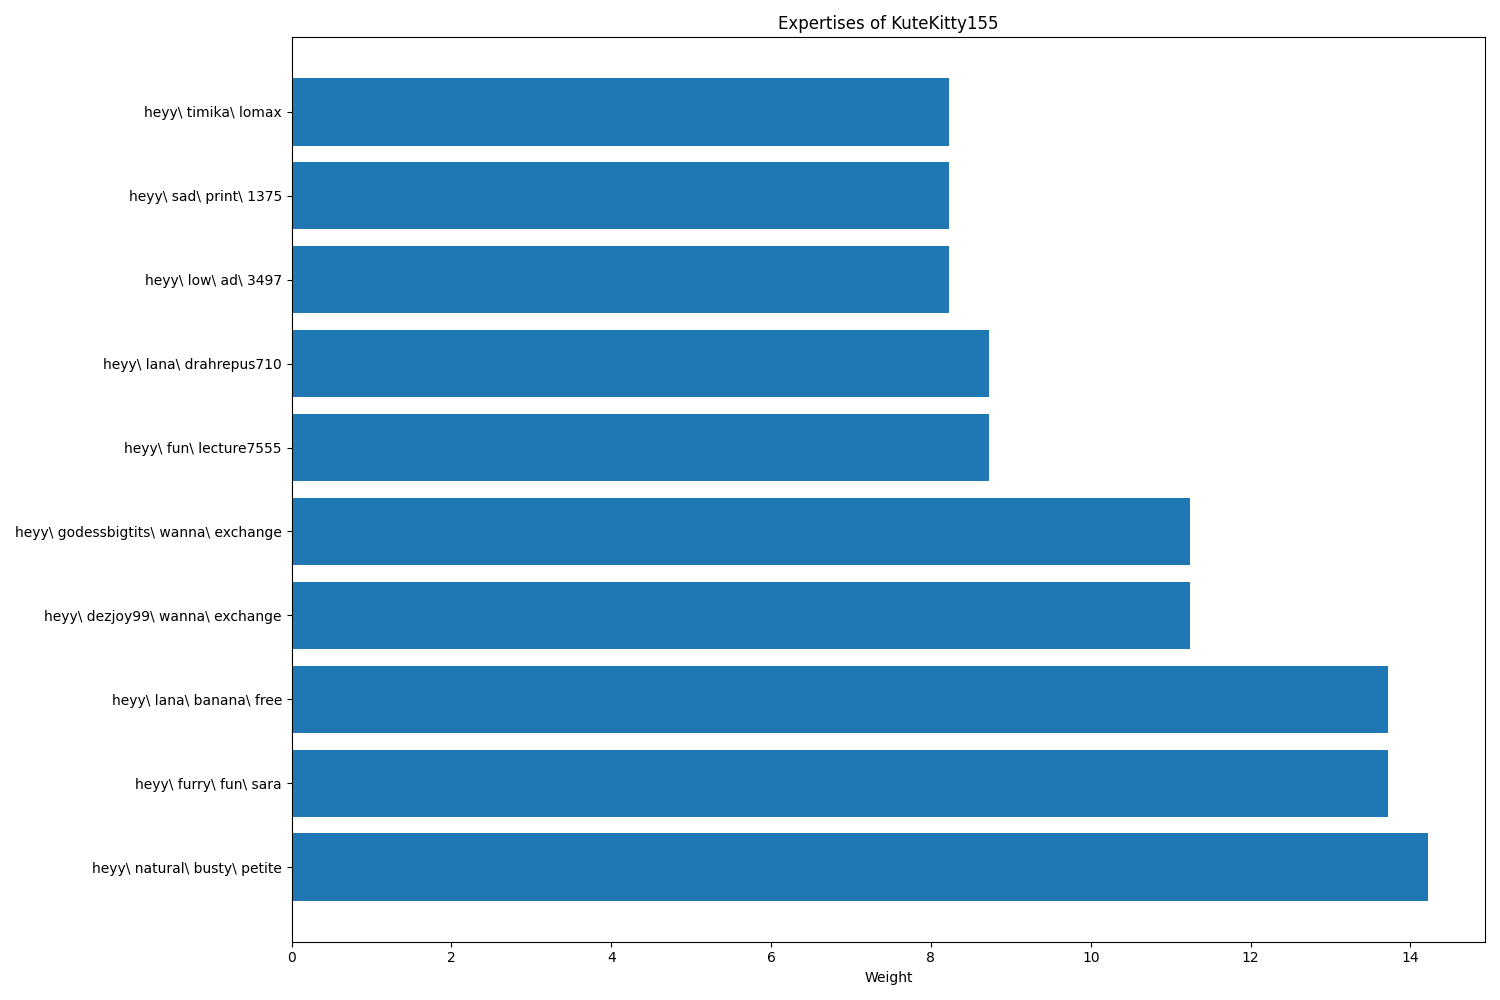 Expertises of KuteKitty155
heyy\ timika\ lomax
heyy\ sad\ print\ 1375
heyy\ low\ ad\ 3497
heyy\ lana\ drahrepus710
heyy\ fun\ lecture7555
heyy\ godessbigtits\ wanna\ exchange
heyy\ dezjoy99\ wanna\ exchange
heyy\ lana\ banana\ free
heyy\ furry\ fun\ sara
heyy\ natural\ busty\ petite
0 2 4 6 8 10 12 14
Weight